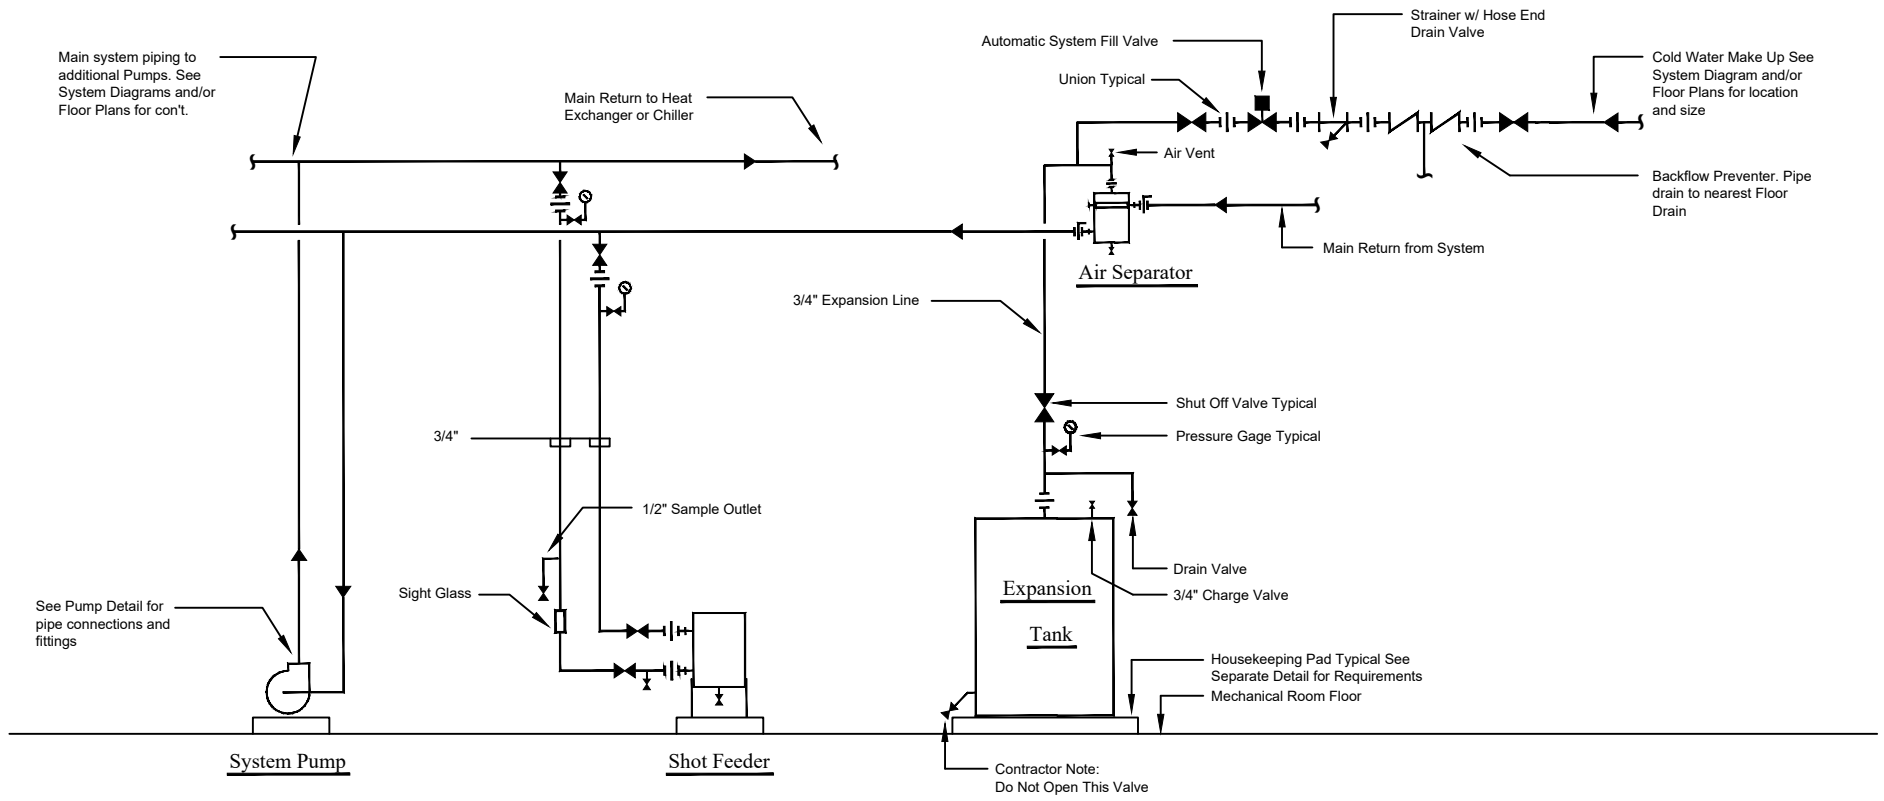 Strainer w/ Hose End
Drain Valve
Automatic System Fill Valve
Main system piping to
additional Pumps. See
System Diagrams and/or
Floor Plans for con't.
Cold Water Make Up See
System Diagram and/or
Floor Plans for location
and size
Union Typical
Main Return to Heat
Exchanger or Chiller
Air Vent
Backflow Preventer. Pipe
drain to nearest Floor
Drain
Main Return from System
Air Separator
3/4" Expansion Line
Shut Off Valve Typical
3/4"
Pressure Gage Typical
1/2" Sample Outlet
Drain Valve
Sight Glass
Expansion
Tank
3/4" Charge Valve
See Pump Detail for
pipe connections and
fittings
Housekeeping Pad Typical See
Separate Detail for Requirements
Mechanical Room Floor
System Pump
Shot Feeder
Contractor Note:
Do Not Open This Valve